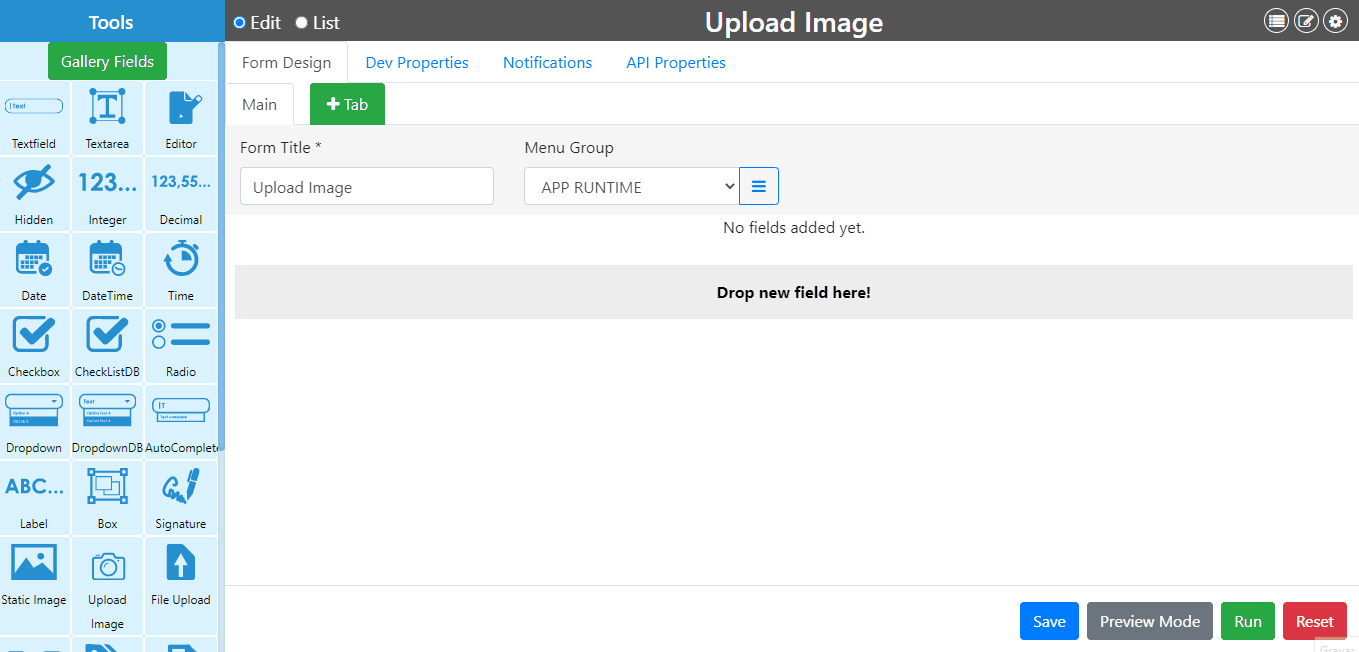 Tools
Edit List
Upload Image
Gallery Fields
Form Design Dev Properties Notifications API Properties
Main Tab
Form Title * Menu Group
Upload Image APP RUNTIME
No fields added yet.
Drop new field here!
Text
Textfield Textarea Editor
123... 123,55...
Hidden Integer Decimal
Date DateTime Time
Checkbox CheckListDB Radio
Text
Dropdown DropdownDB AutoComplete
ABC...
Label Box Signature
Static Image Upload Image File Upload
Save Preview Mode Run Reset
Gravar